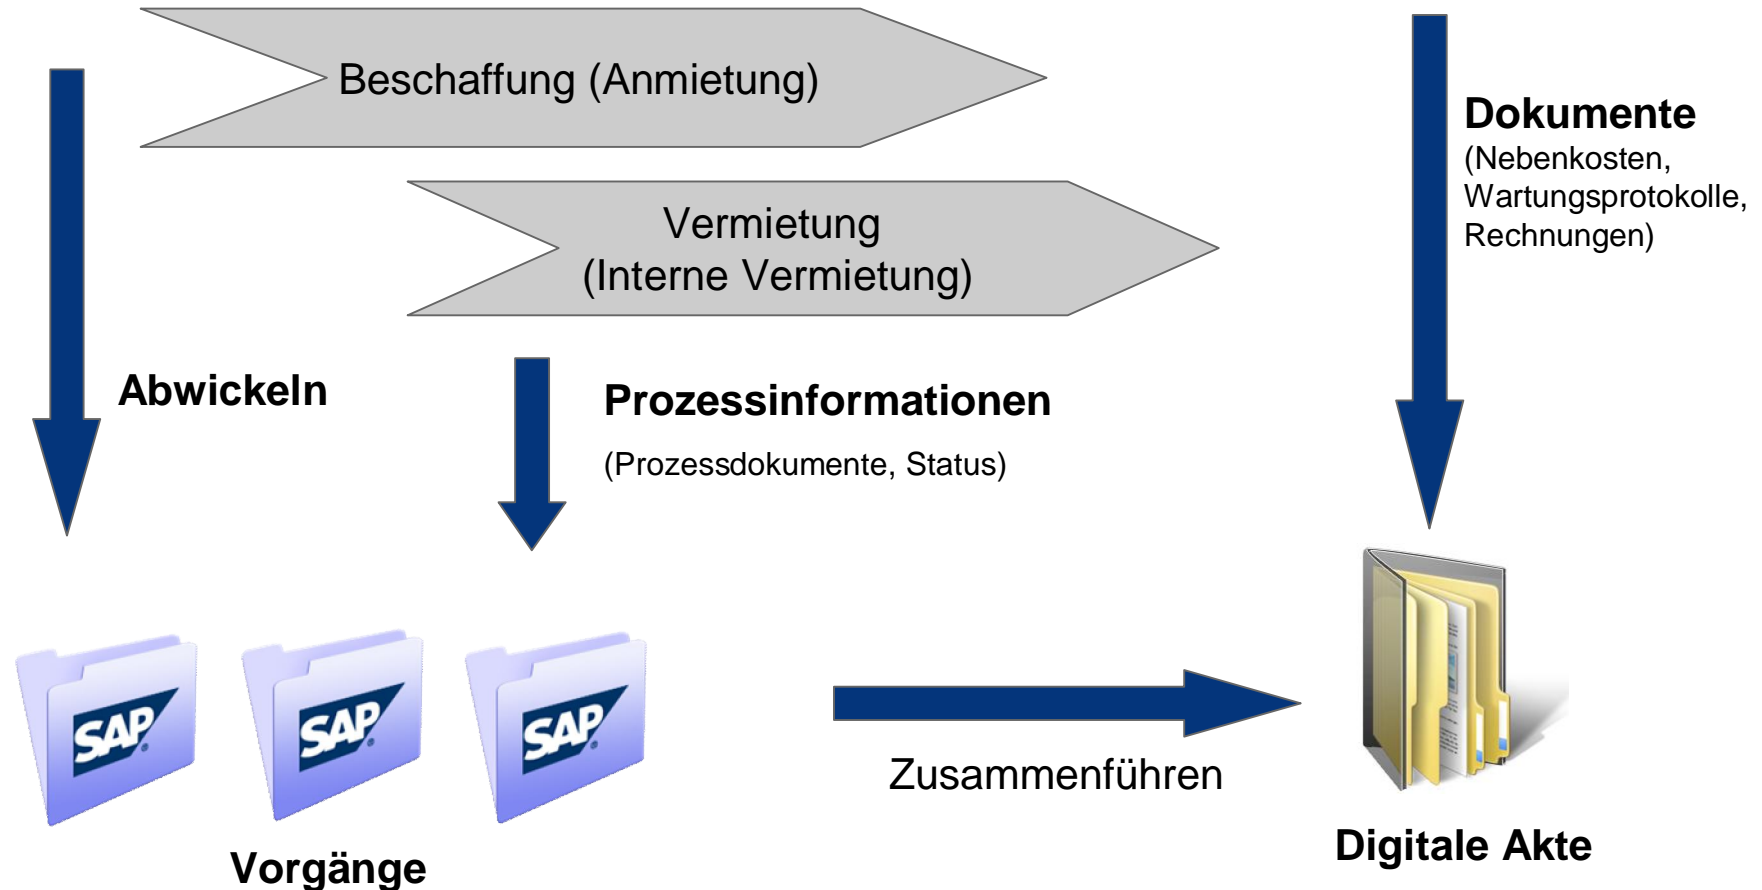 Beschaffung (Anmietung)
Vermietung
(Interne Vermietung)
Dokumente
(Nebenkosten,
Wartungsprotokolle,
Rechnungen)
Abwickeln
Prozessinformationen
(Prozessdokumente, Status)
SAP®
SAP®
SAP®
Zusammenführen
Vorgänge
Digitale Akte